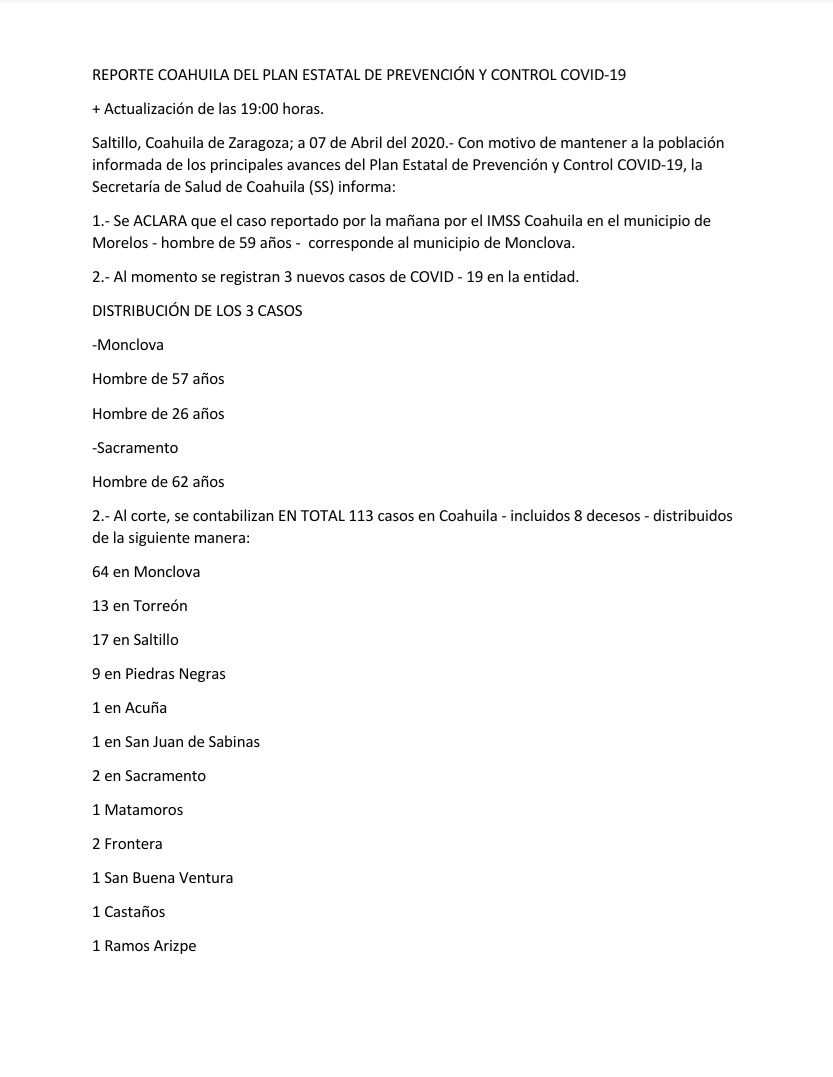 REPORTE COAHUILA DEL PLAN ESTATAL DE PREVENCIÓN Y CONTROL COVID-19
+ Actualización de las 19:00 horas.
Saltillo, Coahuila de Zaragoza; a 07 de Abril del 2020.- Con motivo de mantener a la población
informada de los principales avances del Plan Estatal de Prevención y Control COVID-19, la
Secretaría de Salud de Coahuila (SS) informa:
1.- Se ACLARA que el caso reportado por la mañana por el IMSS Coahuila en el municipio de
Morelos - hombre de 59 años -  corresponde al municipio de Monclova.
2.- Al momento se registran 3 nuevos casos de COVID - 19 en la entidad.
DISTRIBUCIÓN DE LOS 3 CASOS
-Monclova
Hombre de 57 años
Hombre de 26 años
-Sacramento
Hombre de 62 años
2.- Al corte, se contabilizan EN TOTAL 113 casos en Coahuila - incluidos 8 decesos - distribuidos
de la siguiente manera:
64 en Monclova
13 en Torreón
17 en Saltillo
9 en Piedras Negras
1 en Acuña
1 en San Juan de Sabinas
2 en Sacramento
1 Matamoros
2 Frontera
1 San Buena Ventura
1 Castaños
1 Ramos Arizpe